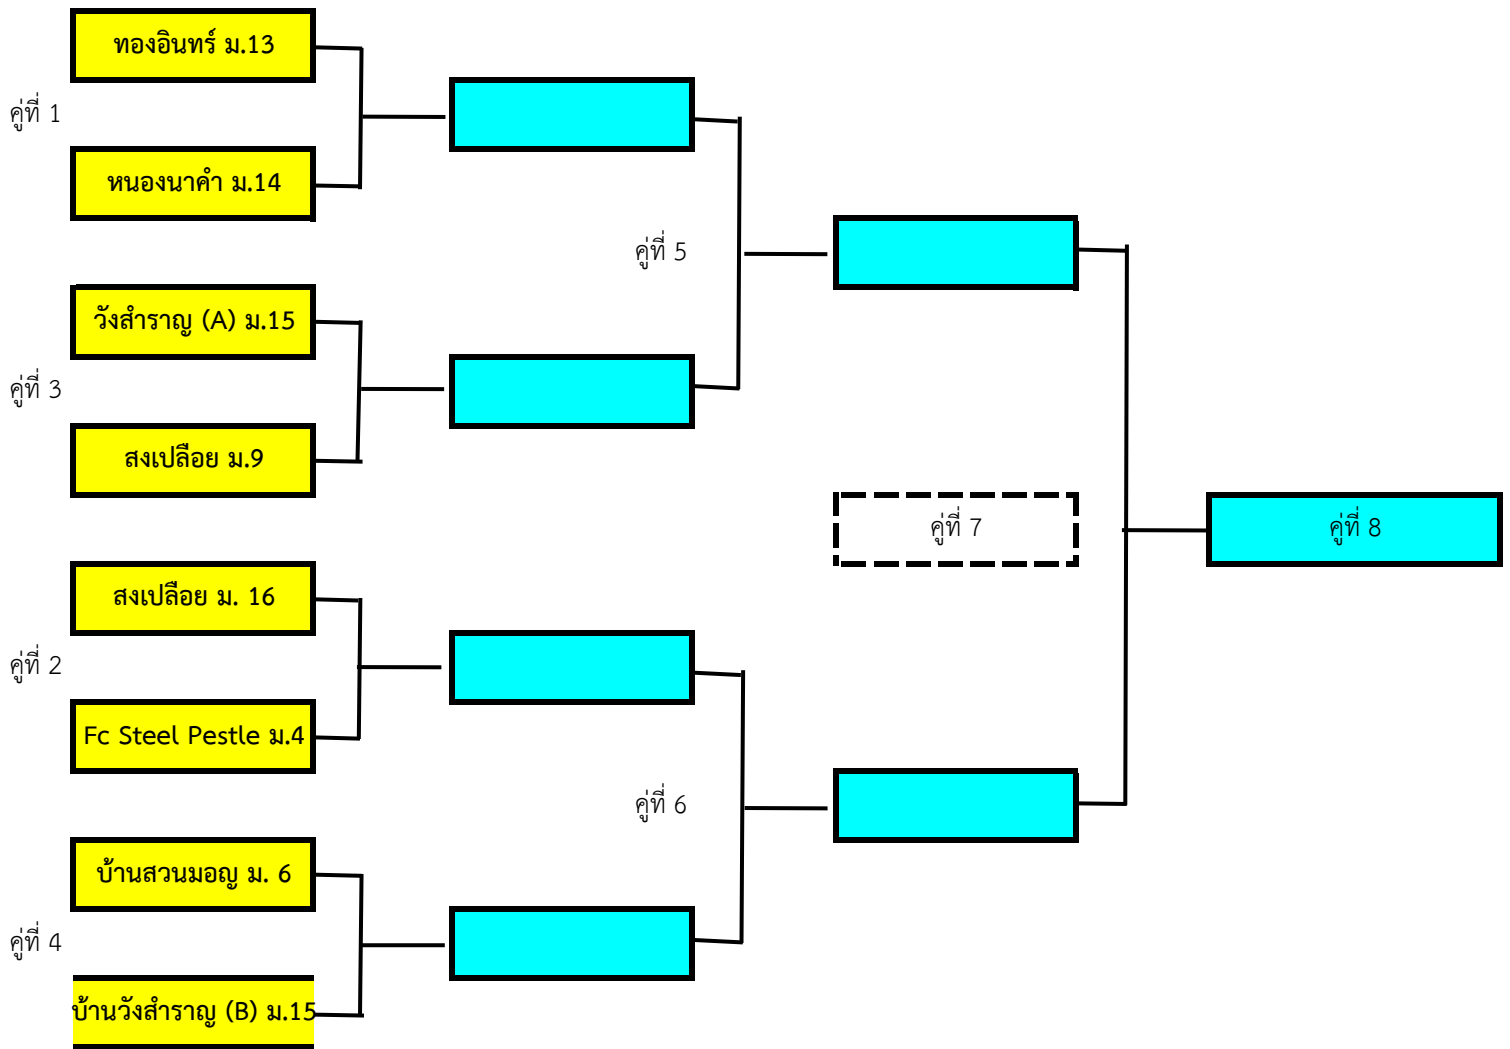 ทองอินทร์ ม.13
คู่ที่ 1
หนองนาคำ ม.14
คู่ที่ 5
วังสำราญ (A) ม.15
คู่ที่ 3
สงเปลือย ม.9
คู่ที่ 7
คู่ที่ 8
สงเปลือย ม. 16
คู่ที่ 2
Fc Steel Pestle ม.4
คู่ที่ 6
บ้านสวนมอญ ม. 6
คู่ที่ 4
บ้านวังสำราญ (B) ม.15